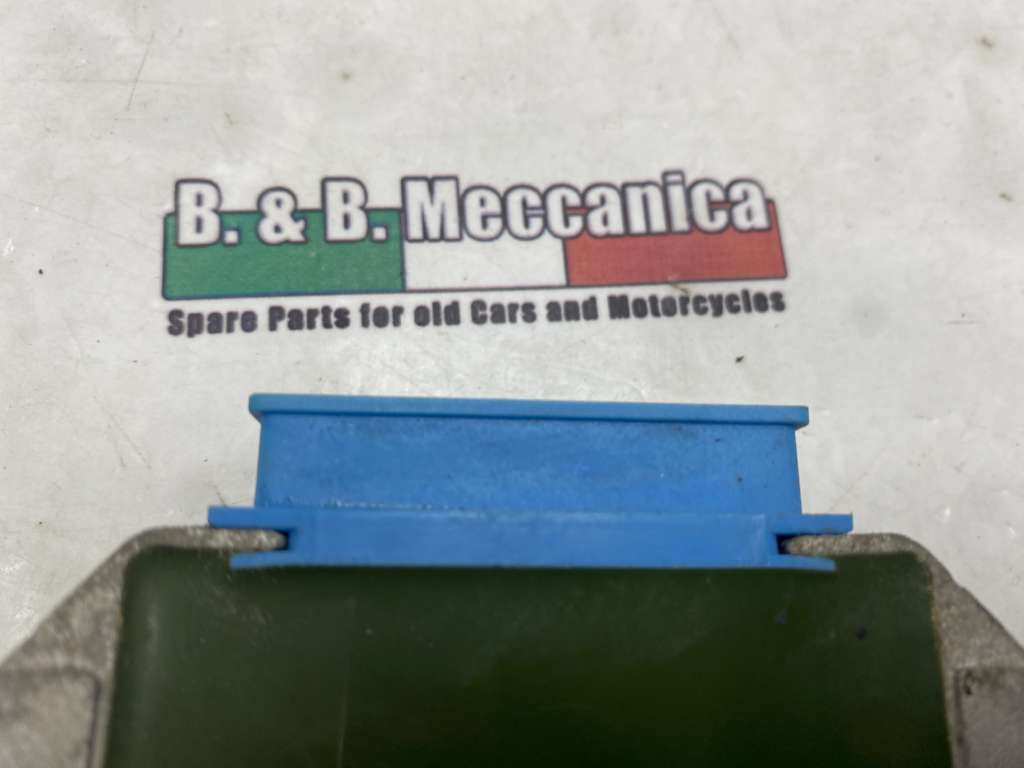 B. & B. Meccanica
Spare Parts for old Cars and Motorcycles